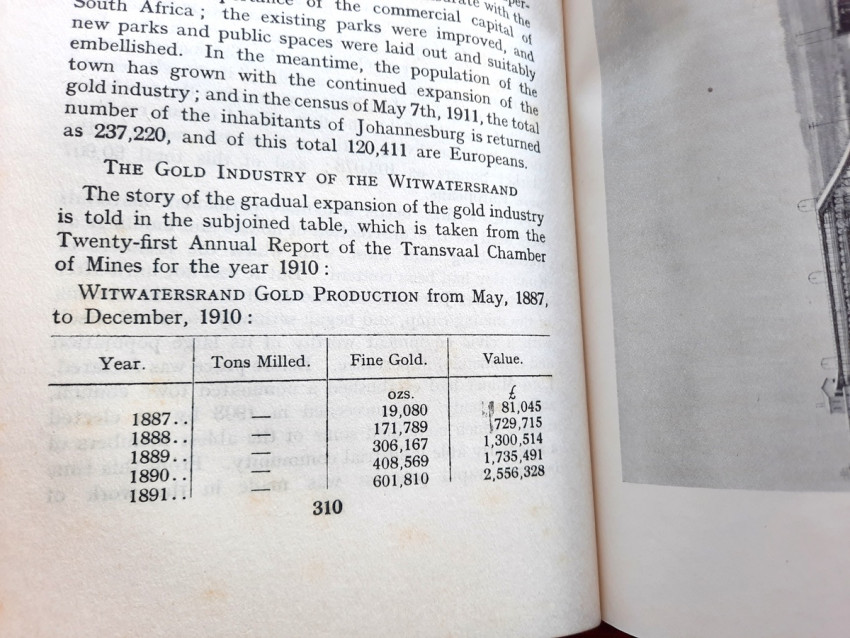 per-
the commercial with the
South Africa; the existing parks were capital of
new parks and public spaces were improved, and
embellished. In the meantime, laid out and suitably
town has grown with the the population of the
gold industry; and in the census continued expansion of the
number of the inhabitants of May 7th, 1911, the total
as 237,220, and of this total of Johannesburg is returned
120,411 are Europeans.
THE GOLD INDUSTRY OF THE WITWATERSRAND
The story of the gradual expansion of the gold industry
is told in the subjoined table, which is taken from the
Twenty-first Annual Report of the Transvaal Chamber
of Mines for the year 1910:
WITWATERSRAND GOLD PRODUCTION from May, 1887,
to December, 1910:
Year. Tons Milled. Fine Gold. Value.
ozs. £
1887.. — 19,080 81,045
1888.. — 171,789 729,715
1889.. — 306,167 1,300,514
1890.. — 408,569 1,735,491
1891.. — 601,810 2,556,328
310